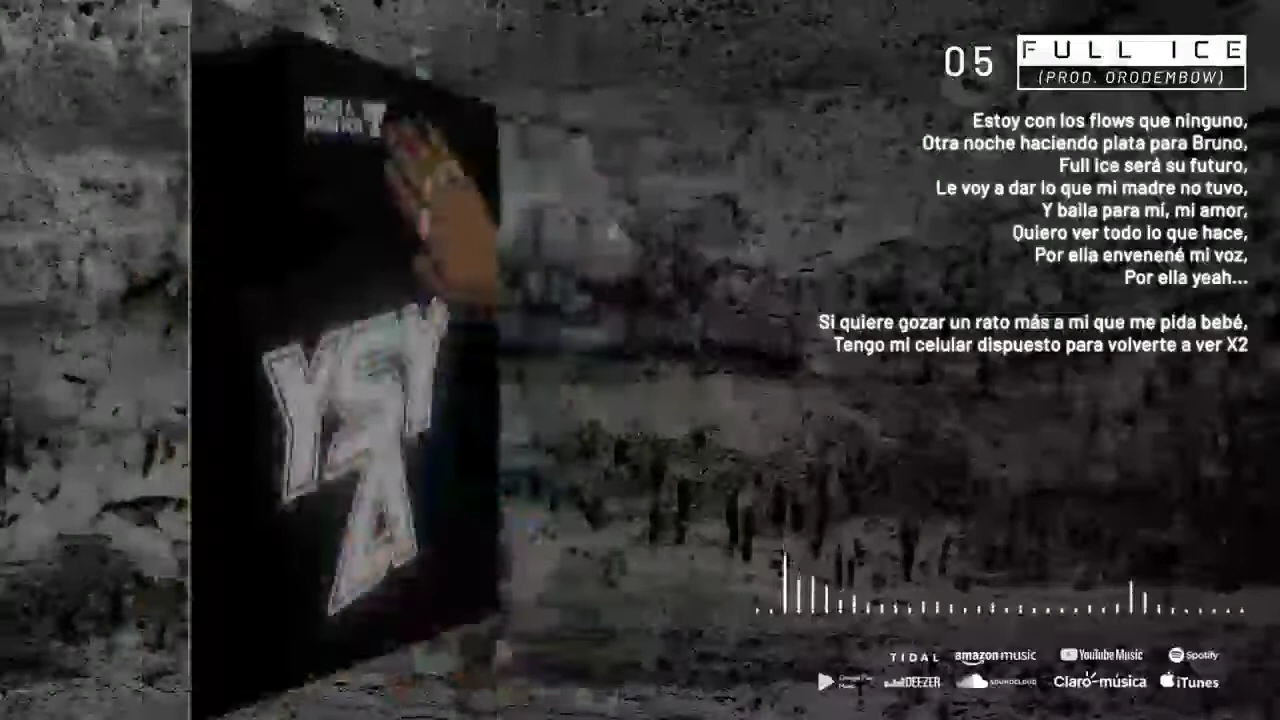 05
FULL ICE
(PROD. ORODEMBOW)
Estoy con los flows que ninguno,
Otra noche haciendo plata para Bruno,
Full ice será su futuro,
Le voy a dar lo que mi madre no tuvo,
Y baila para mí, mi amor,
Quiero ver todo lo que hace,
Por ella envenené mi voz,
Por ella yeah...
Si quiere gozar un rato más a mi que me pida bebé,
Tengo mi celular dispuesto para volverte a ver X2
YSY
A
TIDAL amazon music YouTube Music Spotify
DEEZER SOUNDCLOUD Claro música iTunes